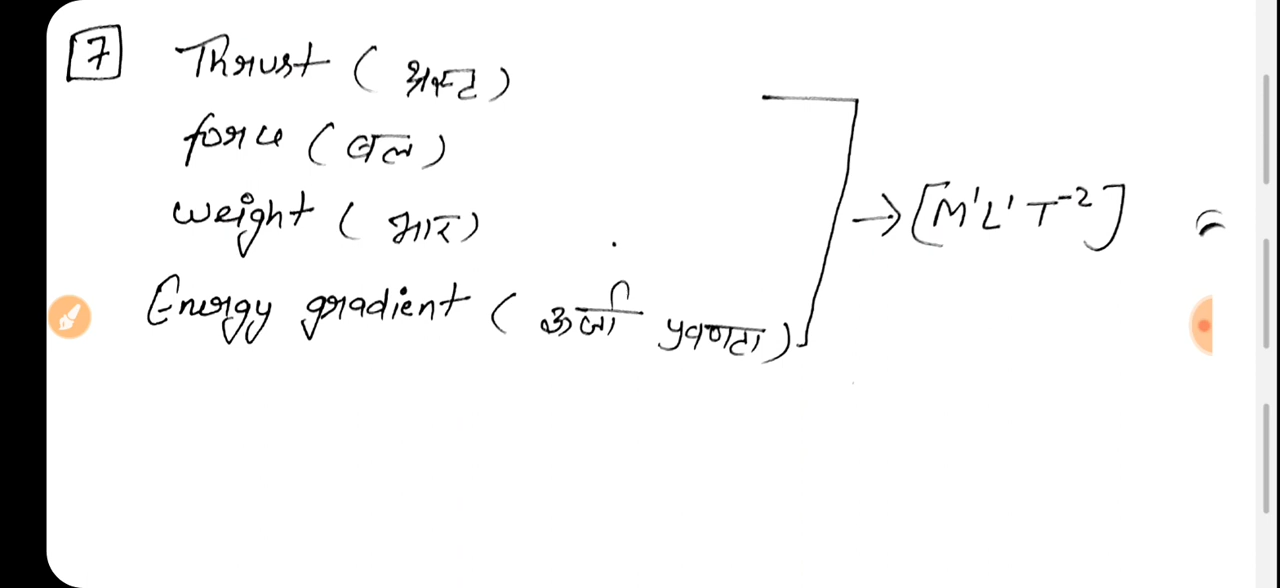 7 Thrust ( थ्रस्ट )
force ( बल )
weight ( भार ) → [M¹L¹T⁻²]
Energy gradient ( ऊर्जा प्रवणता )